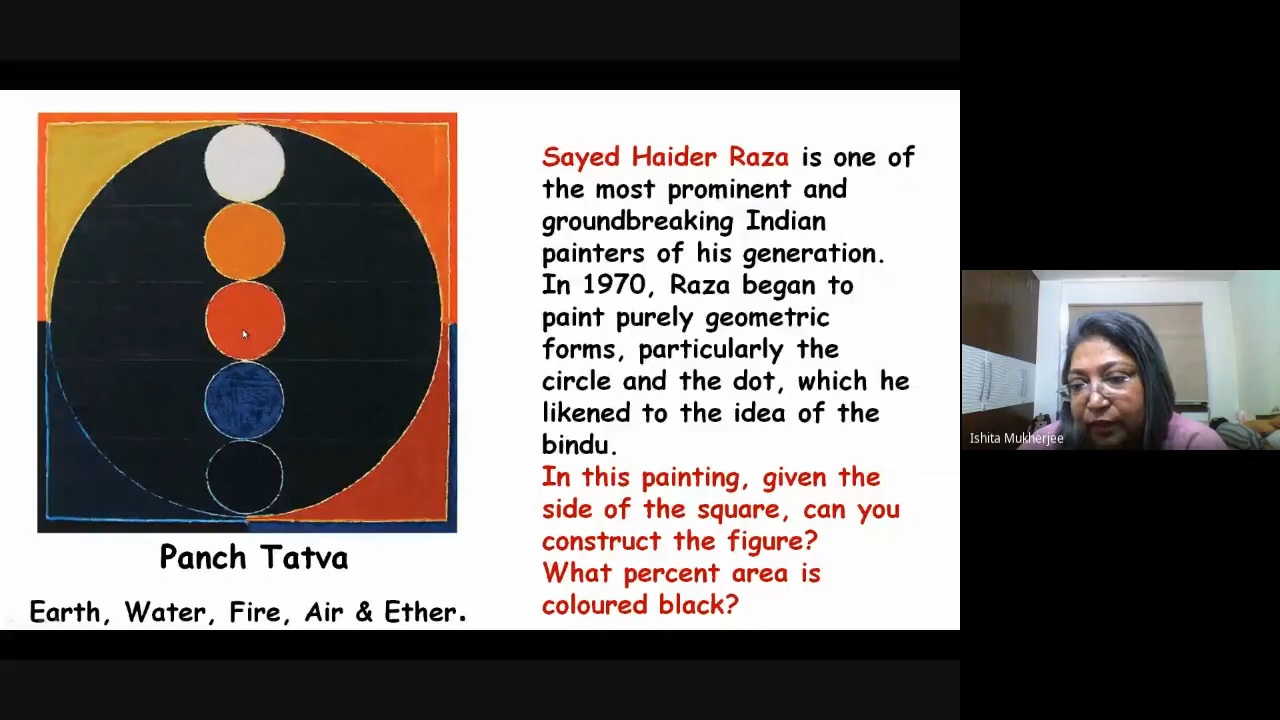 Sayed Haider Raza is one of
the most prominent and
groundbreaking Indian
painters of his generation.
In 1970, Raza began to
paint purely geometric
forms, particularly the
circle and the dot, which he
likened to the idea of the
bindu.
In this painting, given the
side of the square, can you
construct the figure?
What percent area is
coloured black?
Panch Tatva
Earth, Water, Fire, Air & Ether.
Ishita Mukherjee